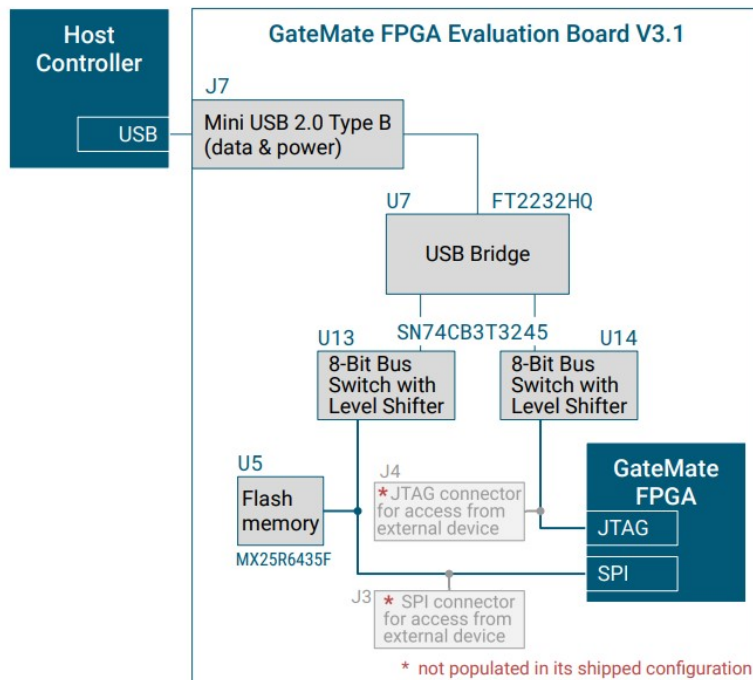 Host
Controller
USB
GateMate FPGA Evaluation Board V3.1
J7
Mini USB 2.0 Type B
(data & power)
U7 FT2232HQ
USB Bridge
SN74CB3T3245
U13 U14
8-Bit Bus
Switch with
Level Shifter
8-Bit Bus
Switch with
Level Shifter
U5
Flash
memory
MX25R6435F
J4
* JTAG connector
for access from
external device
GateMate
FPGA
JTAG
SPI
J3
* SPI connector
for access from
external device
* not populated in its shipped configuration